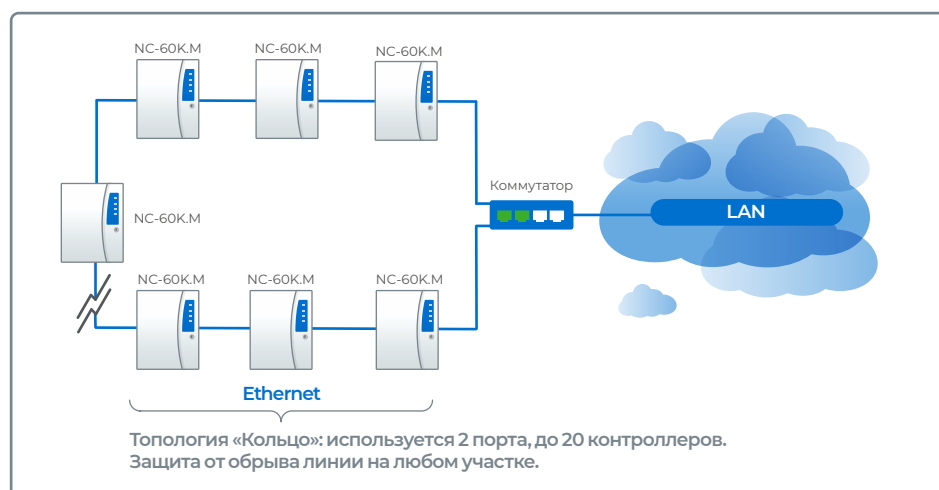 NC-60K.M
NC-60K.M
NC-60K.M
Коммутатор
NC-60K.M
LAN
NC-60K.M
NC-60K.M
NC-60K.M
Ethernet
Топология «Кольцо»: используется 2 порта, до 20 контроллеров.
Защита от обрыва линии на любом участке.